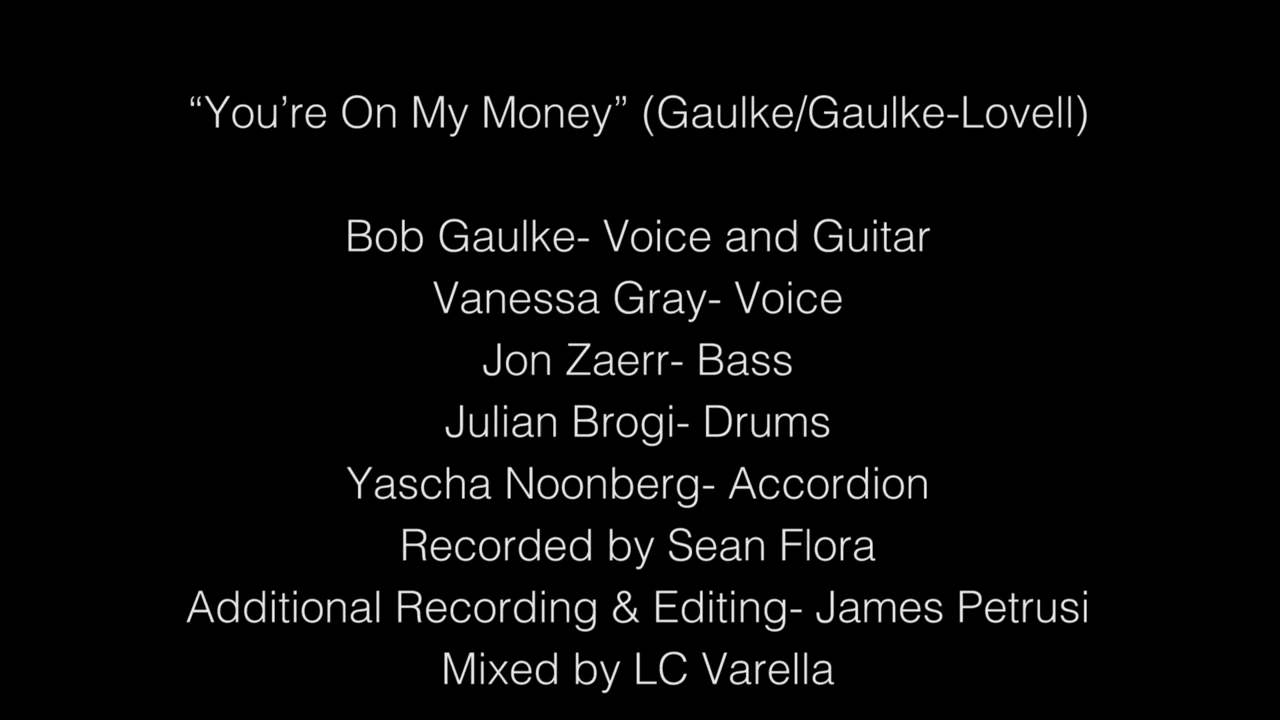 “You’re On My Money” (Gaulke/Gaulke-Lovell)
Bob Gaulke- Voice and Guitar
Vanessa Gray- Voice
Jon Zaerr- Bass
Julian Brogi- Drums
Yascha Noonberg- Accordion
Recorded by Sean Flora
Additional Recording & Editing- James Petrusi
Mixed by LC Varella